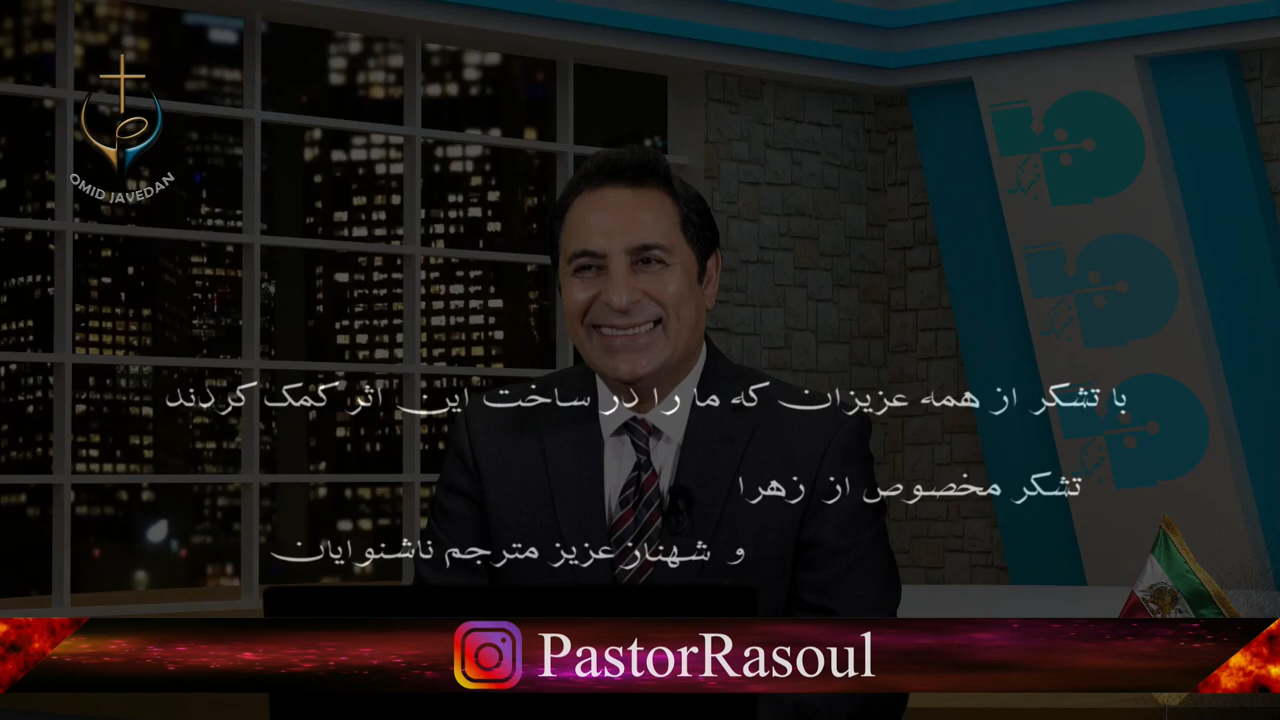 OMID JAVEDAN
با تشکر از همه عزیزان که ما را در ساخت این اثر کمک کردند
تشکر مخصوص از زهرا
و شهناز عزیز مترجم ناشنوایان
PastorRasoul